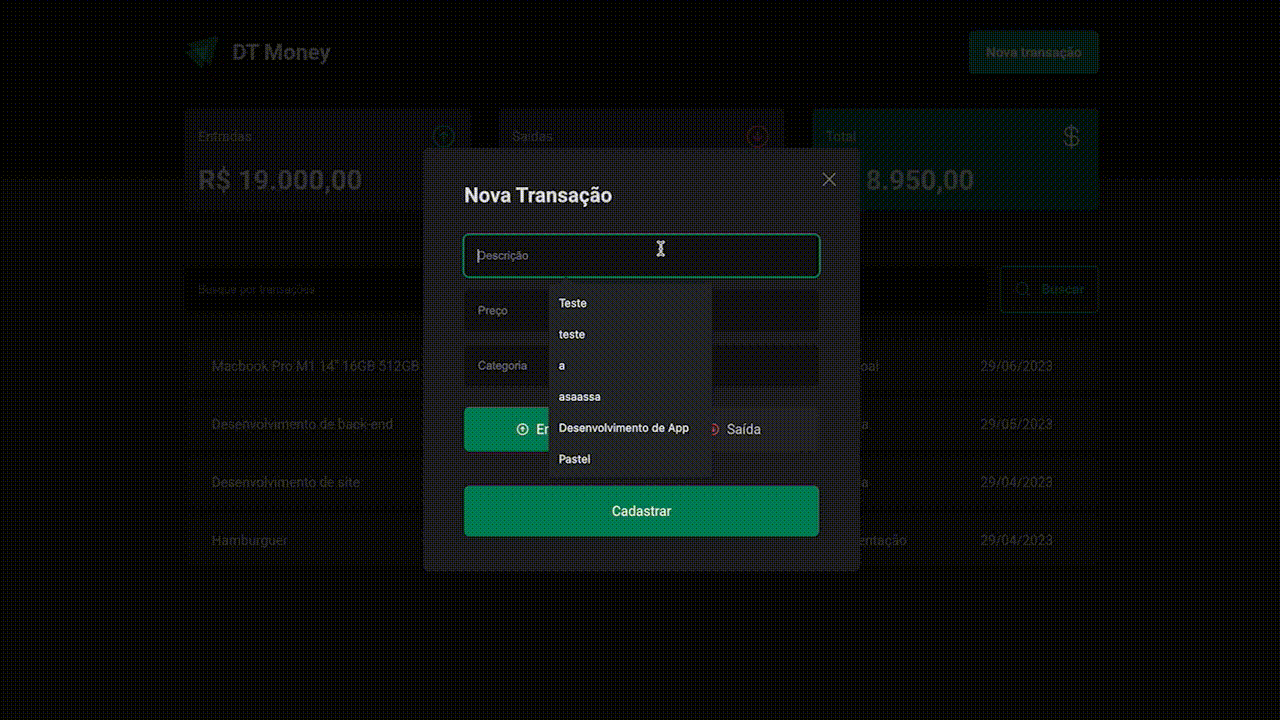 DT Money
Nova transação
Entradas
Saídas
Total
R$ 19.000,00
8.950,00
Nova Transação
Descrição
Busque por transações
Buscar
Preço
Teste
teste
a
asaassa
Desenvolvimento de App
Pastel
Categoria
Macbook Pro M1 14" 16GB 512GB
oal
29/06/2023
Desenvolvimento de back-end
a
29/05/2023
En
Saída
Desenvolvimento de site
a
29/04/2023
Cadastrar
Hamburguer
entação
29/04/2023